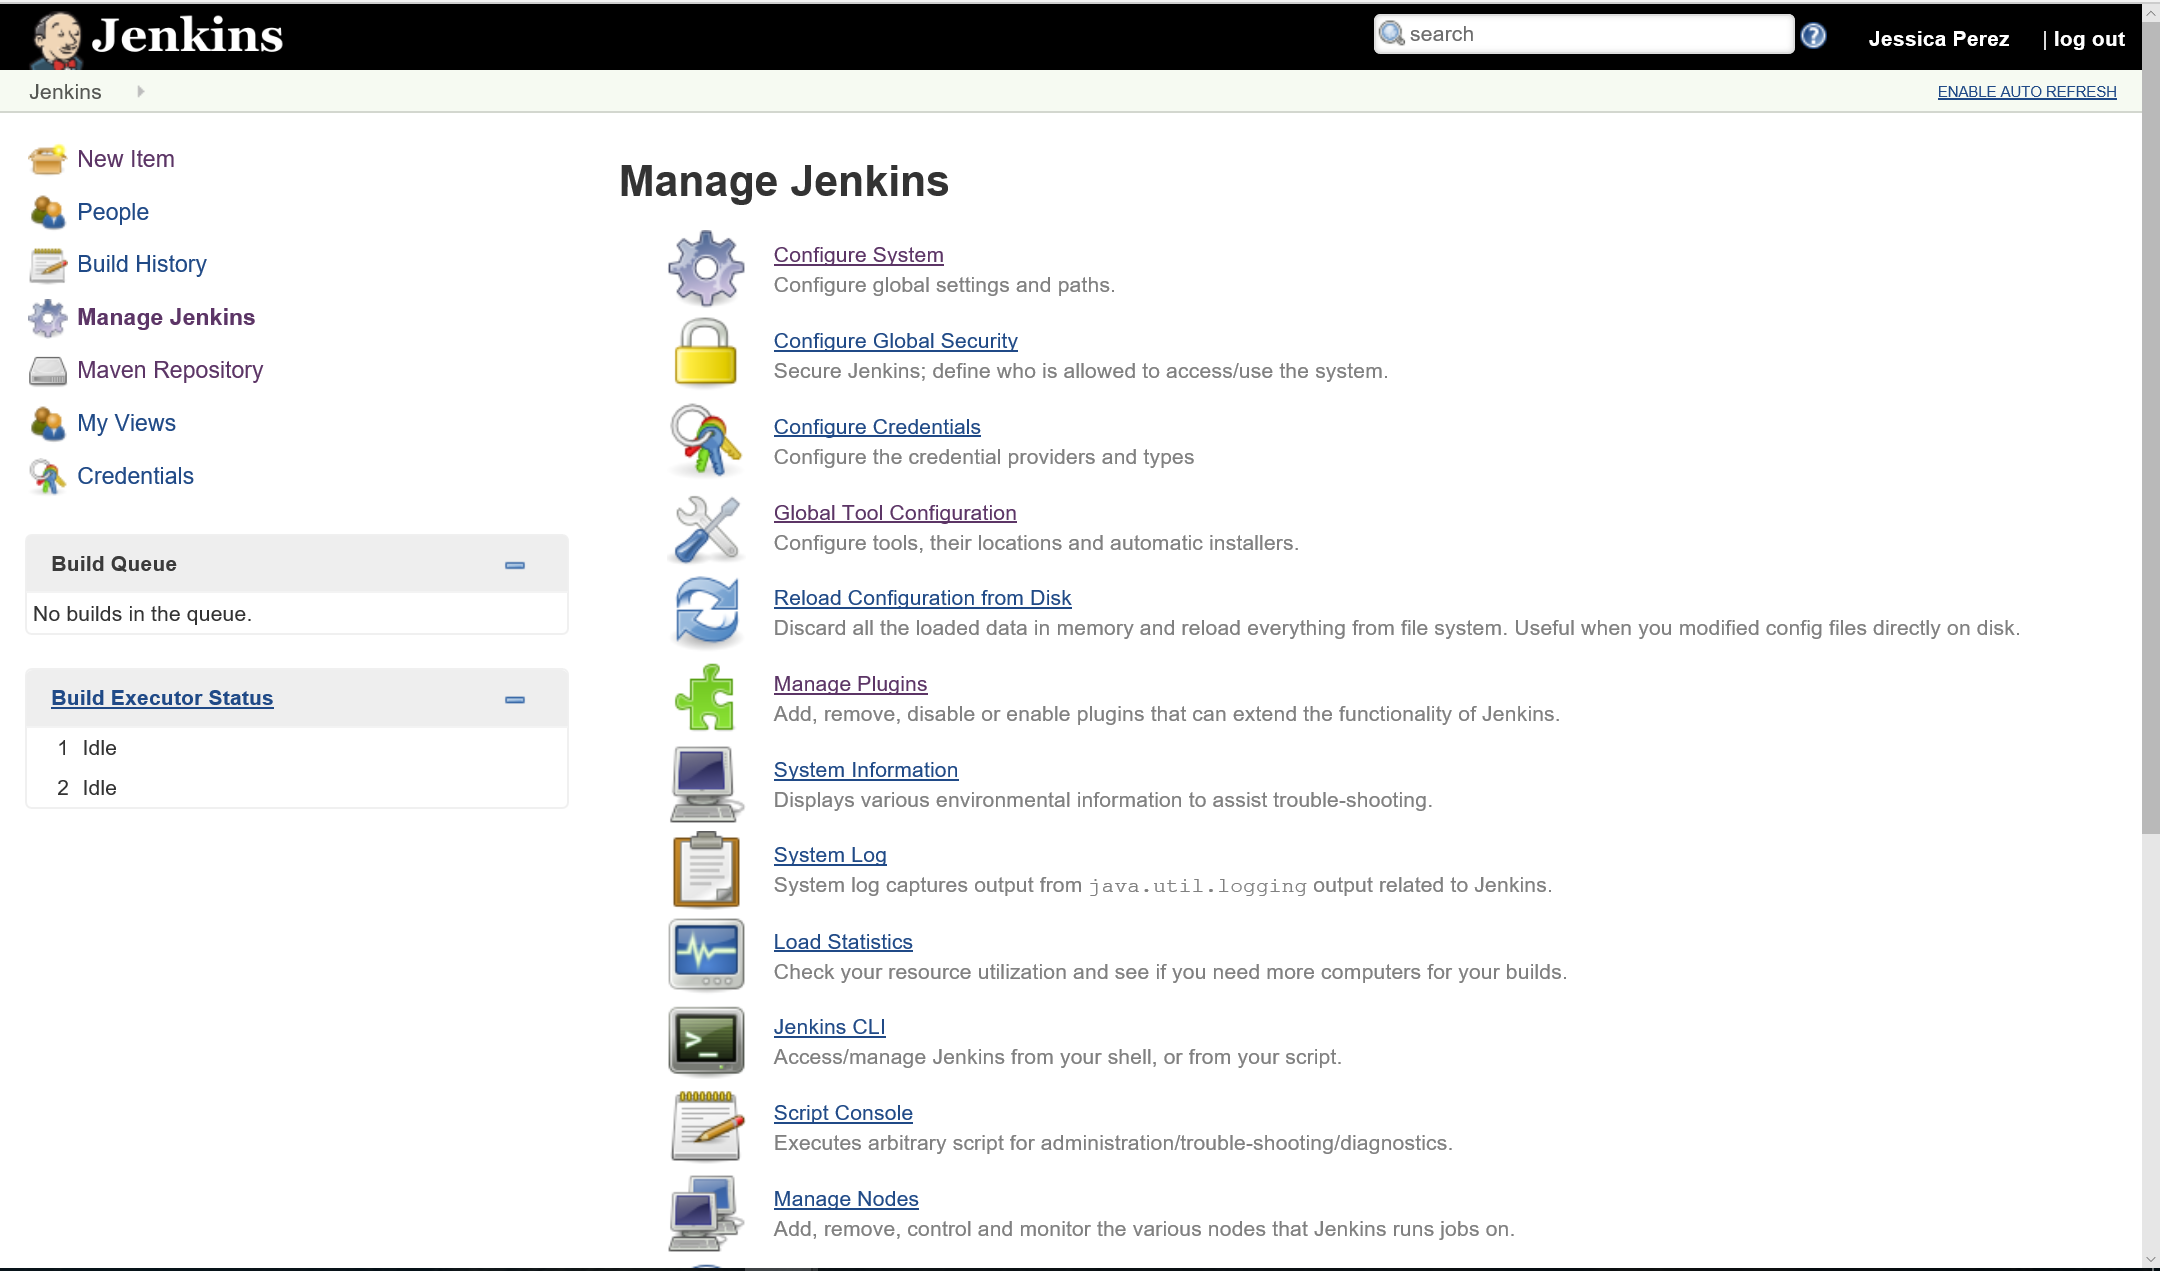 Jenkins
search
Jessica Perez
| log out
Jenkins
ENABLE AUTO REFRESH
New Item
People
Build History
Manage Jenkins
Maven Repository
My Views
Credentials
Build Queue
No builds in the queue.
Build Executor Status
1 Idle
2 Idle
Manage Jenkins
Configure System
Configure global settings and paths.
Configure Global Security
Secure Jenkins; define who is allowed to access/use the system.
Configure Credentials
Configure the credential providers and types
Global Tool Configuration
Configure tools, their locations and automatic installers.
Reload Configuration from Disk
Discard all the loaded data in memory and reload everything from file system. Useful when you modified config files directly on disk.
Manage Plugins
Add, remove, disable or enable plugins that can extend the functionality of Jenkins.
System Information
Displays various environmental information to assist trouble-shooting.
System Log
System log captures output from java.util.logging output related to Jenkins.
Load Statistics
Check your resource utilization and see if you need more computers for your builds.
Jenkins CLI
Access/manage Jenkins from your shell, or from your script.
Script Console
Executes arbitrary script for administration/trouble-shooting/diagnostics.
Manage Nodes
Add, remove, control and monitor the various nodes that Jenkins runs jobs on.